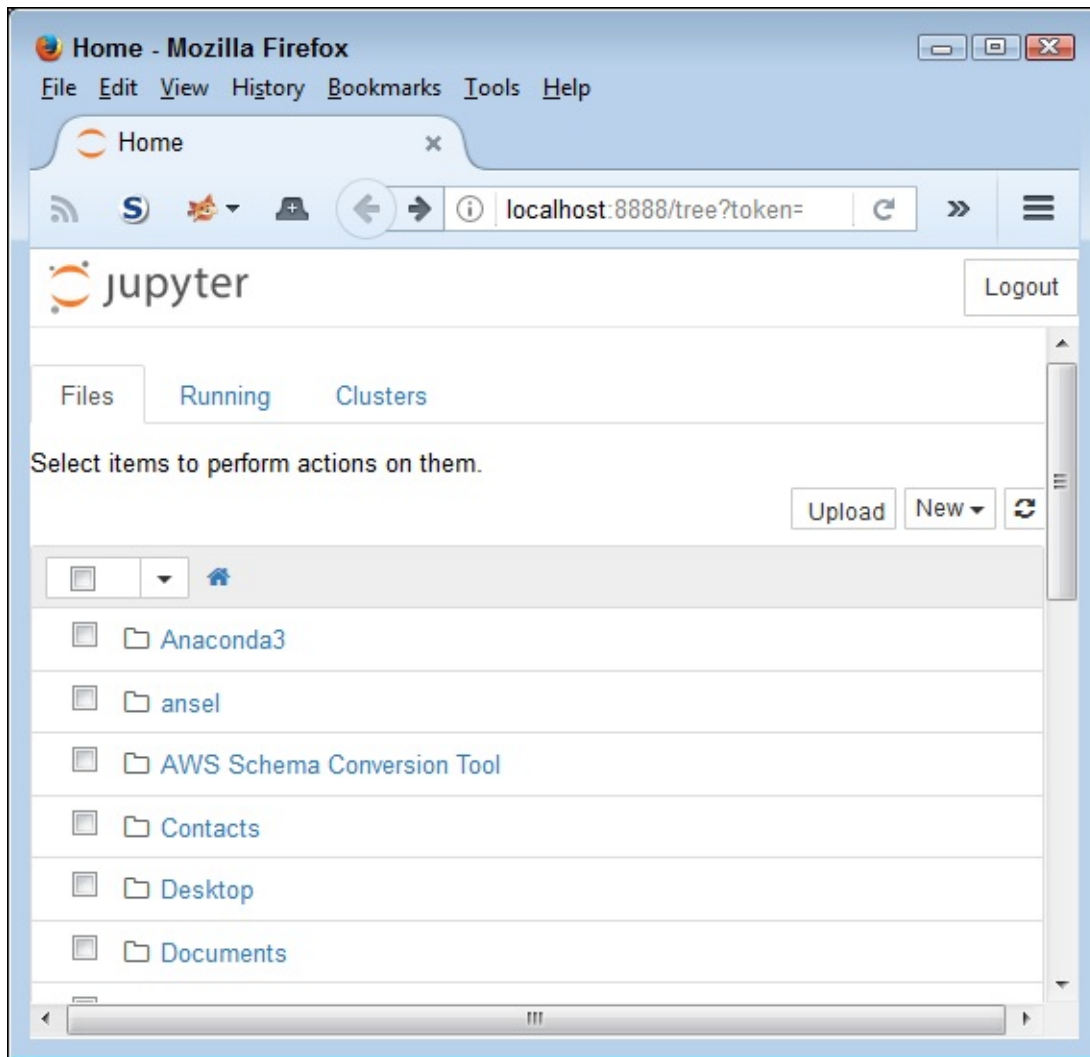 Home - Mozilla Firefox
File Edit View History Bookmarks Tools Help
Home
S localhost:8888/tree?token=
jupyter Logout
Files Running Clusters
Select items to perform actions on them.
Upload New
Anaconda3
ansel
AWS Schema Conversion Tool
Contacts
Desktop
Documents